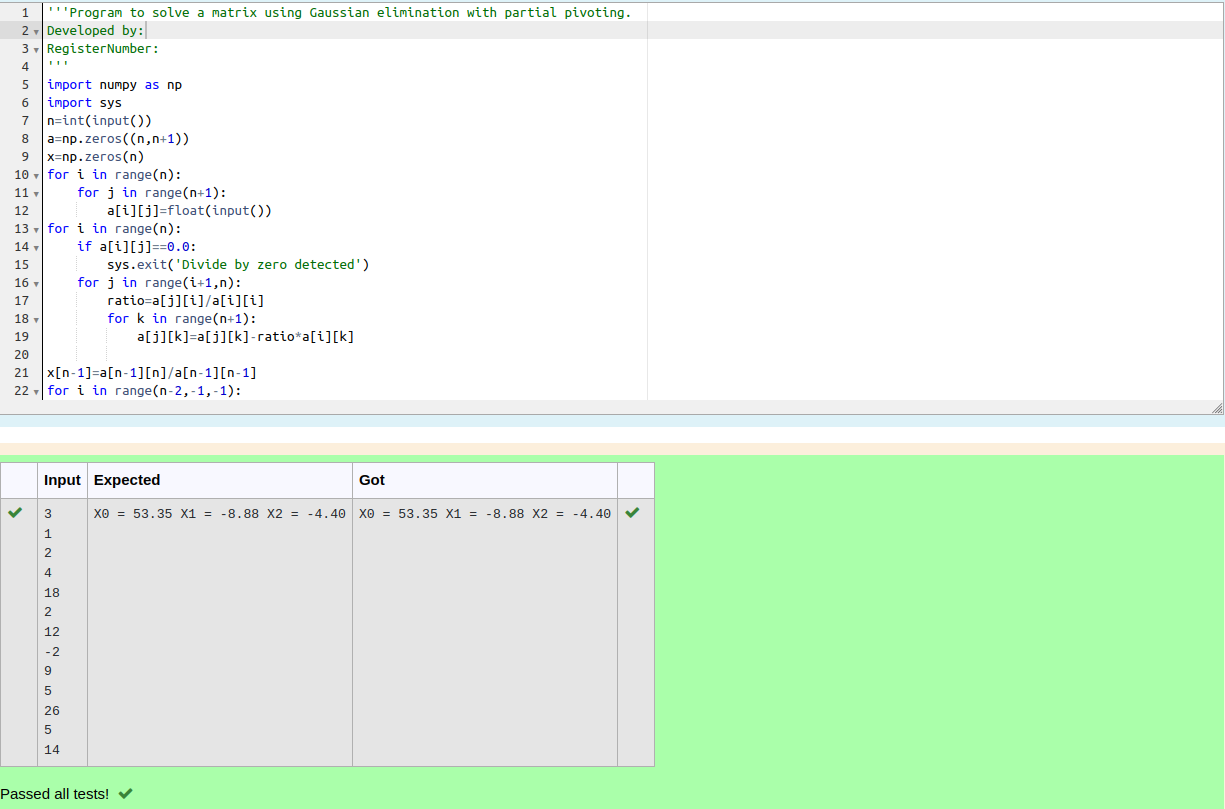 1 '''Program to solve a matrix using Gaussian elimination with partial pivoting.
2 Developed by:
3 RegisterNumber:
4 '''
5 import numpy as np
6 import sys
7 n=int(input())
8 a=np.zeros((n,n+1))
9 x=np.zeros(n)
10 for i in range(n):
11     for j in range(n+1):
12         a[i][j]=float(input())
13 for i in range(n):
14     if a[i][j]==0.0:
15         sys.exit('Divide by zero detected')
16     for j in range(i+1,n):
17         ratio=a[j][i]/a[i][i]
18         for k in range(n+1):
19             a[j][k]=a[j][k]-ratio*a[i][k]
20
21 x[n-1]=a[n-1][n]/a[n-1][n-1]
22 for i in range(n-2,-1,-1):
Input Expected Got
3 X0 = 53.35 X1 = -8.88 X2 = -4.40 X0 = 53.35 X1 = -8.88 X2 = -4.40
1
2
4
18
2
12
-2
9
5
26
5
14
Passed all tests!